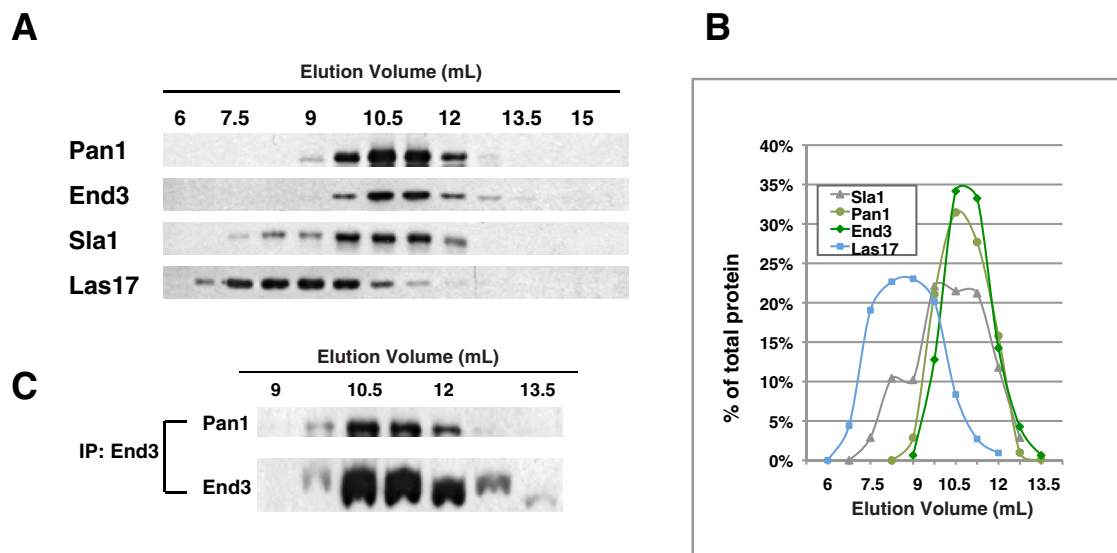 A
Elution Volume (mL)
6 7.5 9 10.5 12 13.5 15
Pan1
End3
Sla1
Las17
B
40%
35%
30%
25%
20%
15%
10%
5%
0%
% of total protein
Sla1
Pan1
End3
Las17
6 7.5 9 10.5 12 13.5
Elution Volume (mL)
C
Elution Volume (mL)
9 10.5 12 13.5
IP: End3
Pan1
End3